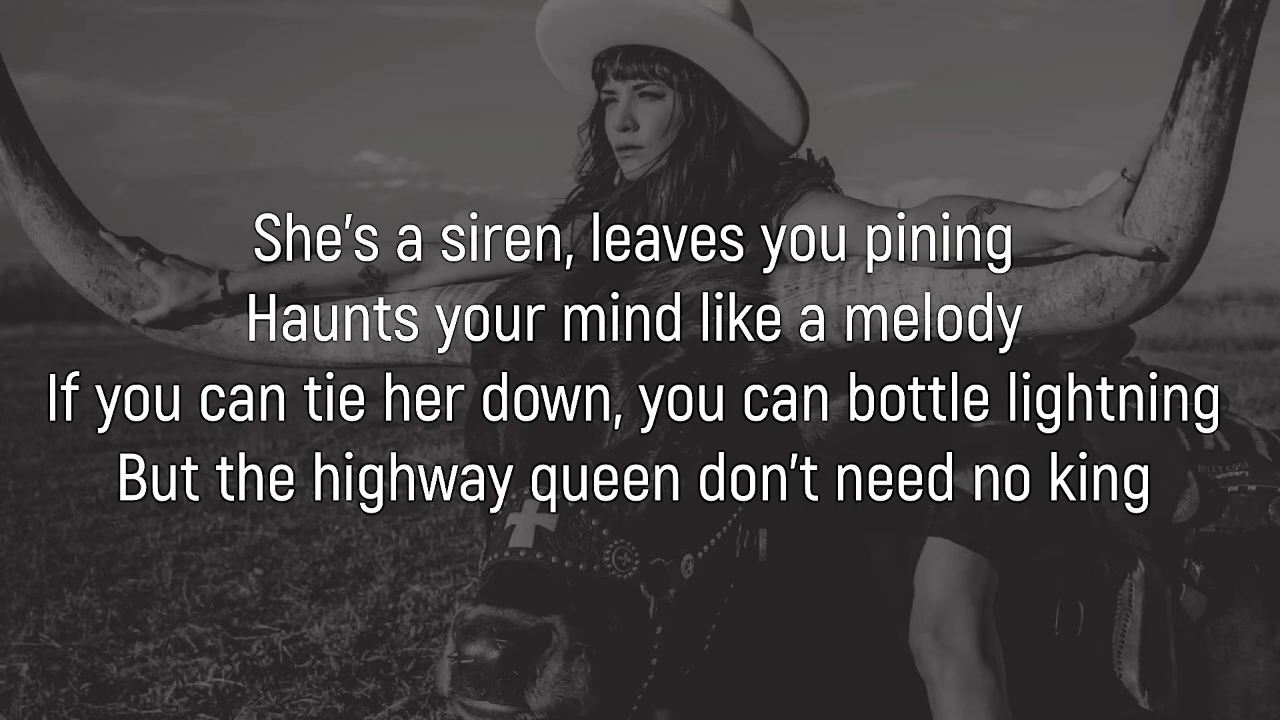 She’s a siren, leaves you pining
Haunts your mind like a melody
If you can tie her down, you can bottle lightning
But the highway queen don’t need no king